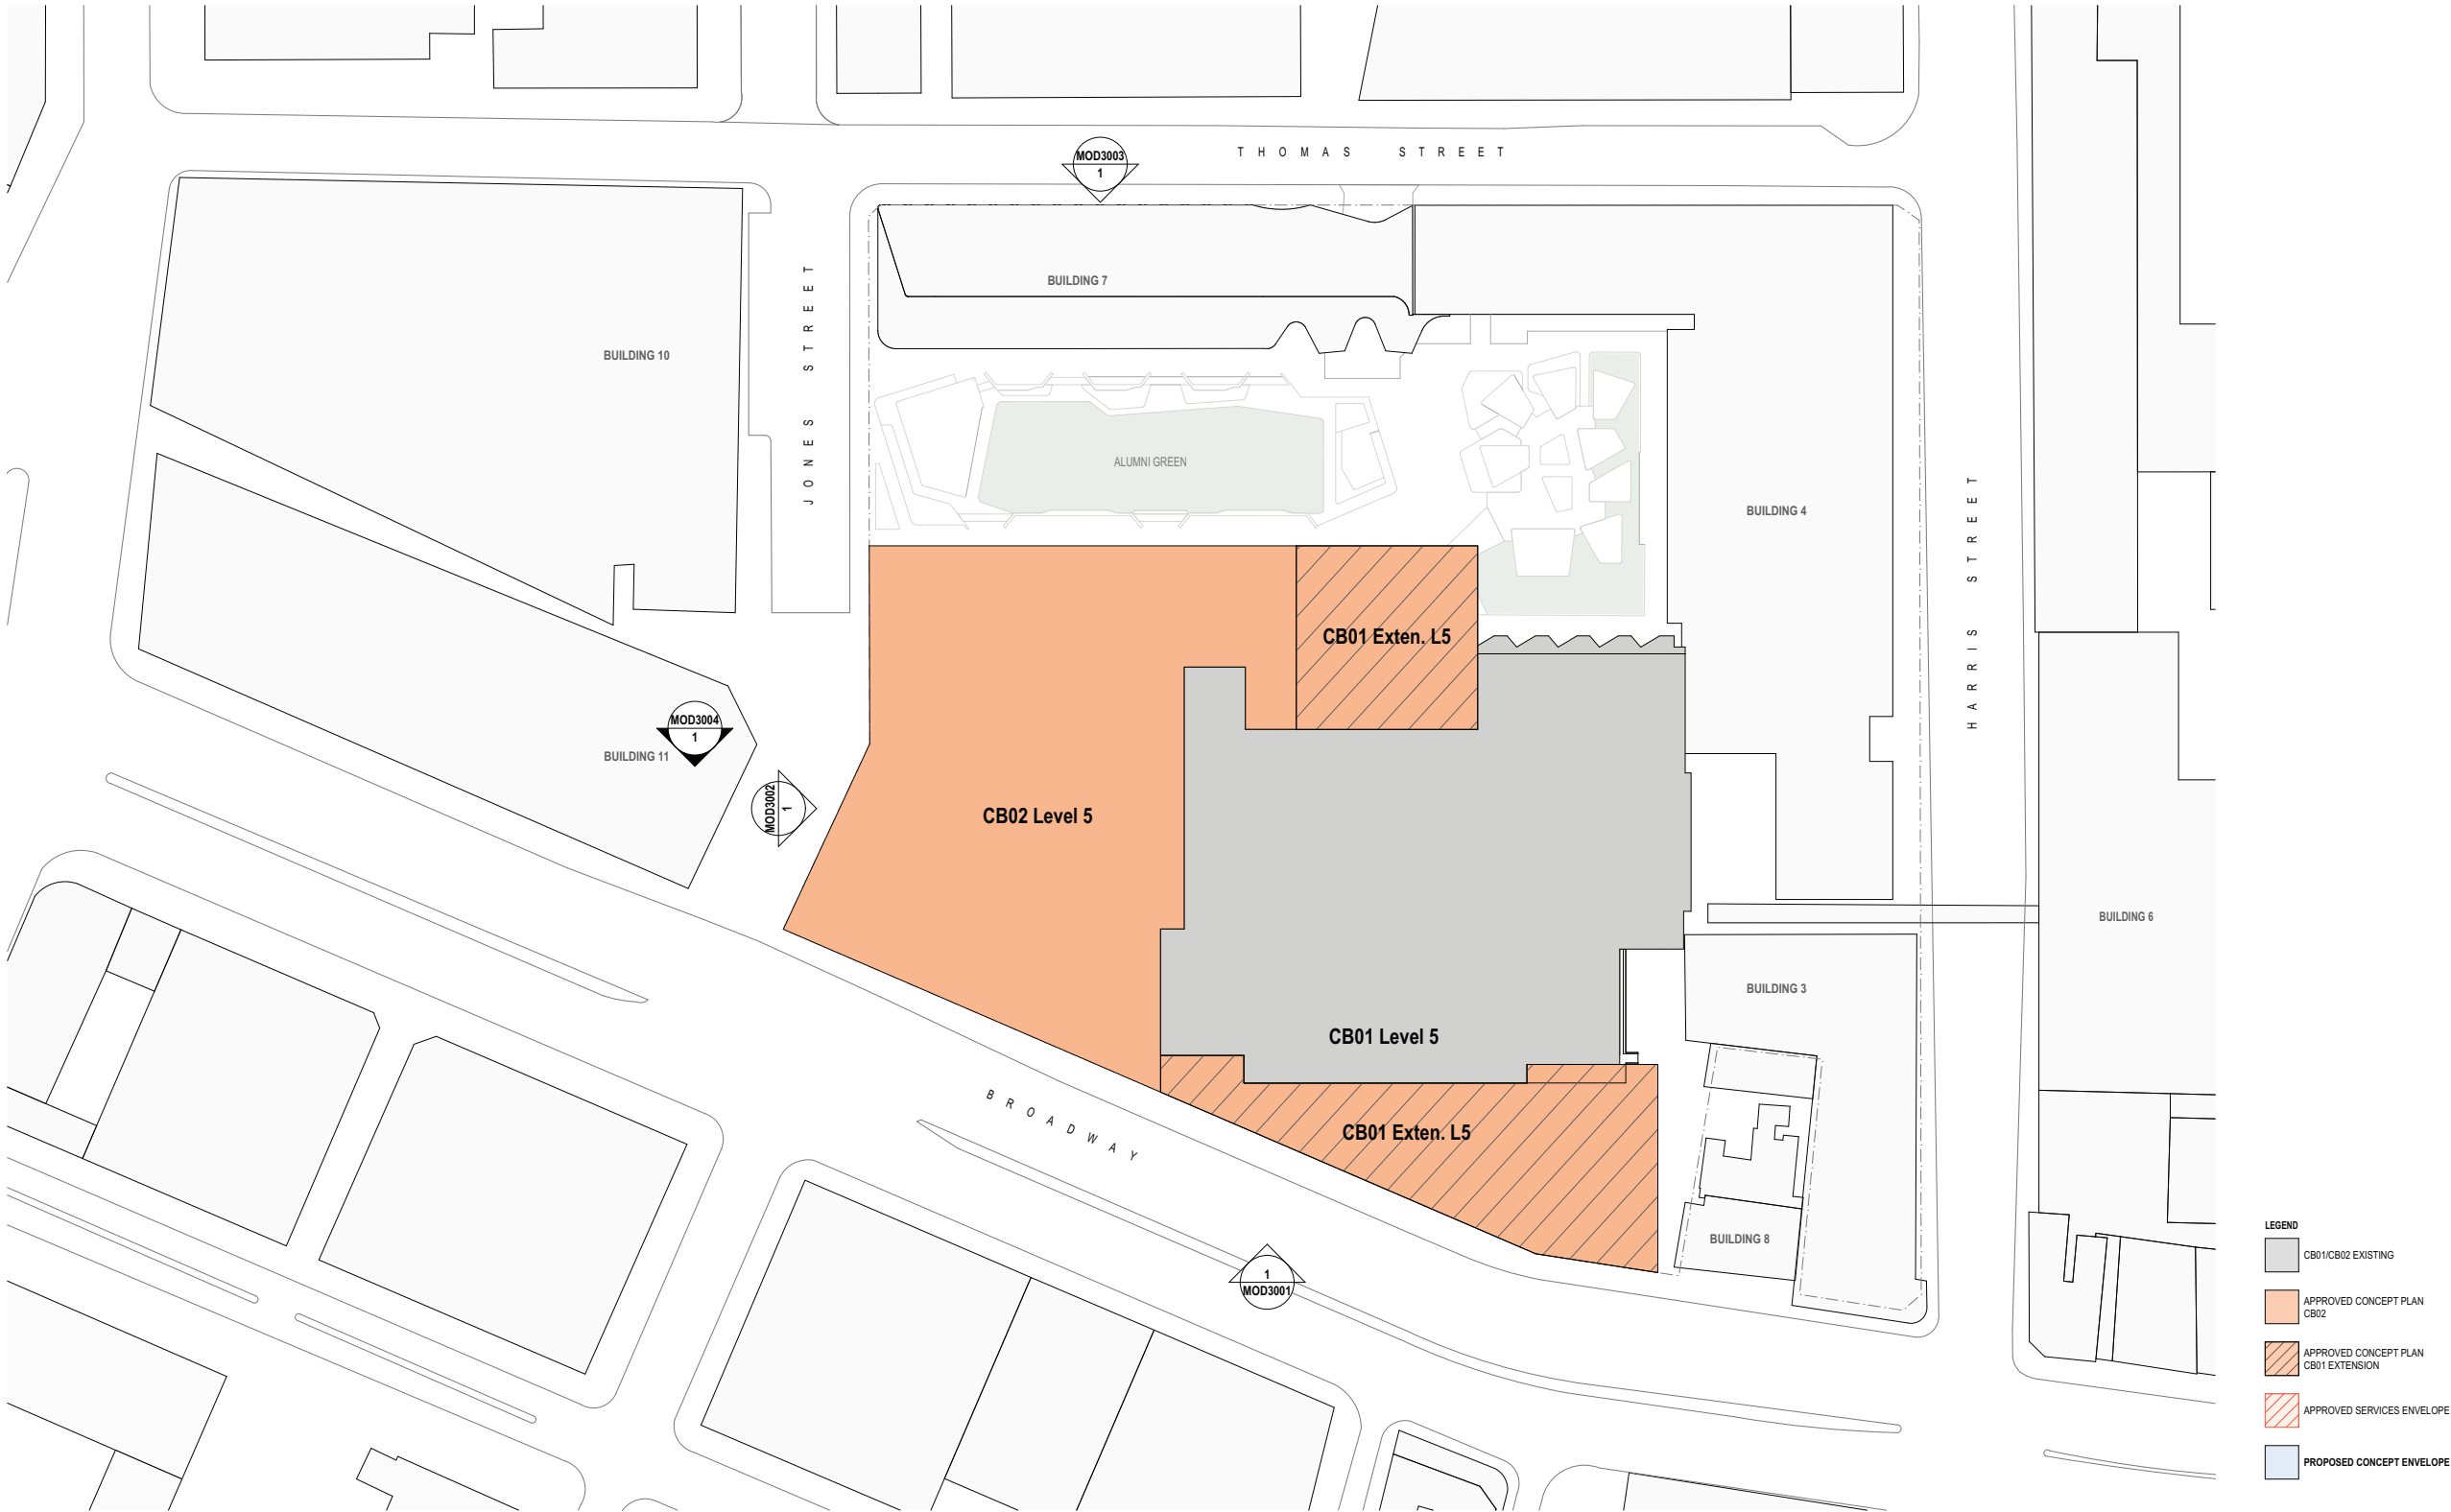 THOMAS STREET
MOD3003
1
JONES STREET
BUILDING 7
BUILDING 10
ALUMNI GREEN
BUILDING 4
HARRIS STREET
CB01 Exten. L5
MOD3004
1
BUILDING 11
MOD3002
1
CB02 Level 5
BUILDING 6
BUILDING 3
CB01 Level 5
BROADWAY
CB01 Exten. L5
BUILDING 8
1
MOD3001
LEGEND
CB01/CB02 EXISTING
APPROVED CONCEPT PLAN
CB02
APPROVED CONCEPT PLAN
CB01 EXTENSION
APPROVED SERVICES ENVELOPE
PROPOSED CONCEPT ENVELOPE